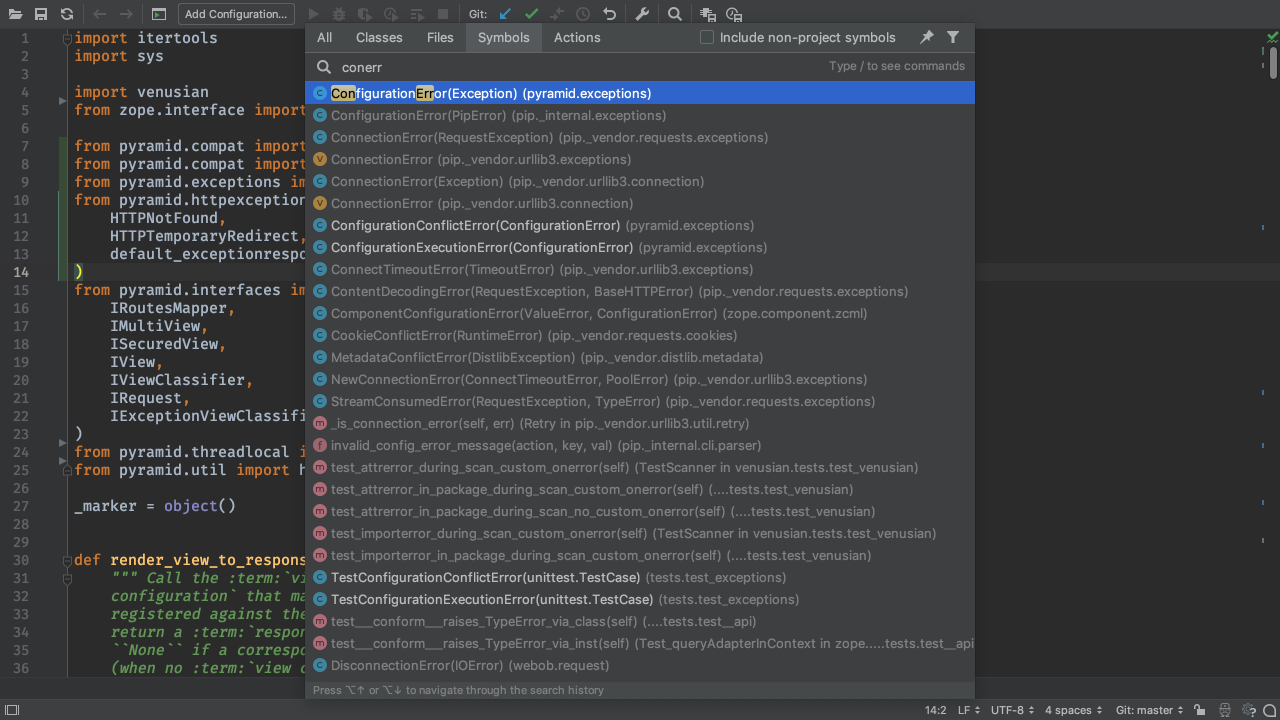 Add Configuration...
Git:
All Classes Files Symbols Actions Include non-project symbols
conerr
Type / to see commands
ConfigurationError(Exception) (pyramid.exceptions)
ConfigurationError(PipError) (pip._internal.exceptions)
ConnectionError(RequestException) (pip._vendor.requests.exceptions)
ConnectionError (pip._vendor.urllib3.exceptions)
ConnectionError(Exception) (pip._vendor.urllib3.connection)
ConnectionError (pip._vendor.urllib3.connection)
ConfigurationConflictError(ConfigurationError) (pyramid.exceptions)
ConfigurationExecutionError(ConfigurationError) (pyramid.exceptions)
ConnectTimeoutError(TimeoutError) (pip._vendor.urllib3.exceptions)
ContentDecodingError(RequestException, BaseHTTPError) (pip._vendor.requests.exceptions)
ComponentConfigurationError(ValueError, ConfigurationError) (zope.component.zcml)
CookieConflictError(RuntimeError) (pip._vendor.requests.cookies)
MetadataConflictError(DistlibException) (pip._vendor.distlib.metadata)
NewConnectionError(ConnectTimeoutError, PoolError) (pip._vendor.urllib3.exceptions)
StreamConsumedError(RequestException, TypeError) (pip._vendor.requests.exceptions)
_is_connection_error(self, err) (Retry in pip._vendor.urllib3.util.retry)
invalid_config_error_message(action, key, val) (pip._internal.cli.parser)
test_attrerror_during_scan_custom_onerror(self) (TestScanner in venusian.tests.test_venusian)
test_attrerror_in_package_during_scan_custom_onerror(self) (....tests.test_venusian)
test_attrerror_in_package_during_scan_no_custom_onerror(self) (....tests.test_venusian)
test_importerror_during_scan_custom_onerror(self) (TestScanner in venusian.tests.test_venusian)
test_importerror_in_package_during_scan_custom_onerror(self) (....tests.test_venusian)
TestConfigurationConflictError(unittest.TestCase) (tests.test_exceptions)
TestConfigurationExecutionError(unittest.TestCase) (tests.test_exceptions)
test___conform___raises_TypeError_via_class(self) (....tests.test__api)
test___conform___raises_TypeError_via_inst(self) (Test_queryAdapterInContext in zope.....tests.test__api
DisconnectionError(IOError) (webob.request)
Press ⌥↑ or ⌥↓ to navigate through the search history
1 import itertools
2 import sys
3
4 import venusian
5 from zope.interface import
6
7 from pyramid.compat import
8 from pyramid.compat import
9 from pyramid.exceptions im
10 from pyramid.httpexception
11 HTTPNotFound,
12 HTTPTemporaryRedirect,
13 default_exceptionrespo
14 )
15 from pyramid.interfaces im
16 IRoutesMapper,
17 IMultiView,
18 ISecuredView,
19 IView,
20 IViewClassifier,
21 IRequest,
22 IExceptionViewClassifi
23 )
24 from pyramid.threadlocal i
25 from pyramid.util import h
26
27 _marker = object()
28
29
30 def render_view_to_respons
31 """ Call the :term:`vi
32 configuration` that ma
33 registered against the
34 return a :term:`respon
35 ``None`` if a correspo
36 (when no :term:`view c
14:2 LF UTF-8 4 spaces Git: master